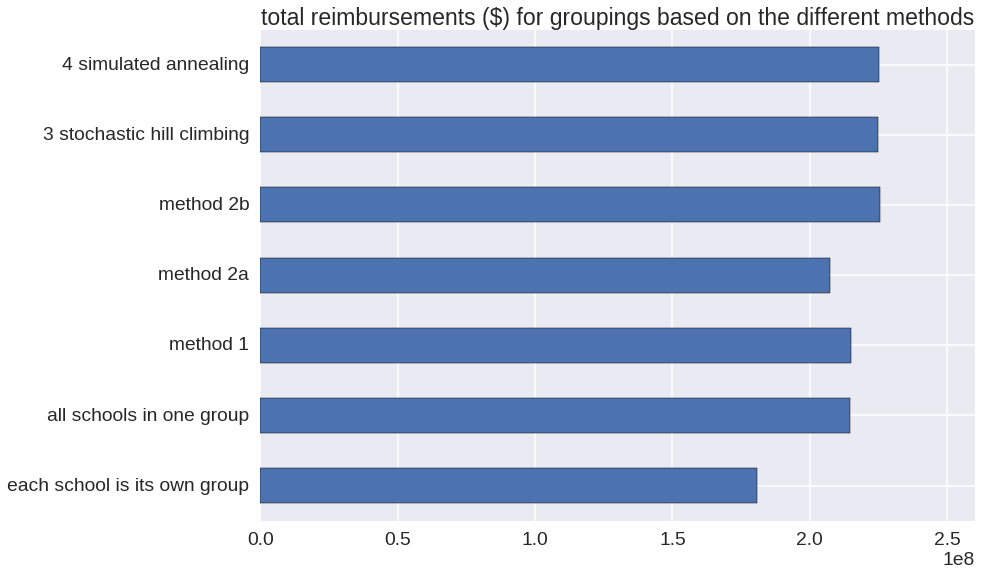 total reimbursements ($) for groupings based on the different methods
4 simulated annealing
3 stochastic hill climbing
method 2b
method 2a
method 1
all schools in one group
each school is its own group
0.0 0.5 1.0 1.5 2.0 2.5
1e8